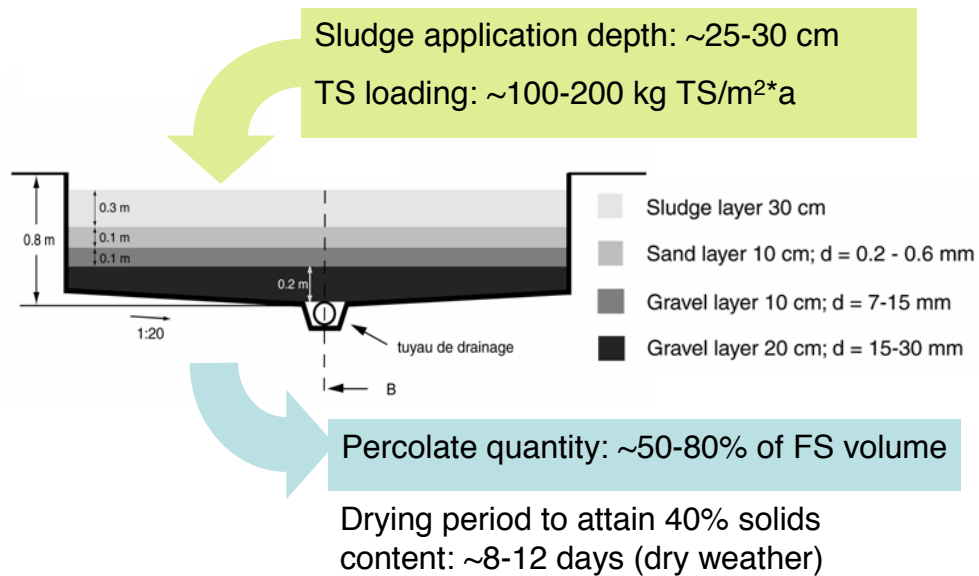 Sludge application depth: ~25-30 cm
TS loading: ~100-200 kg TS/m²*a
0.3 m
0.8 m
0.1 m
0.1 m
0.2 m
1:20
tuyau de drainage
B
Sludge layer 30 cm
Sand layer 10 cm; d = 0.2 - 0.6 mm
Gravel layer 10 cm; d = 7-15 mm
Gravel layer 20 cm; d = 15-30 mm
Percolate quantity: ~50-80% of FS volume
Drying period to attain 40% solids
content: ~8-12 days (dry weather)